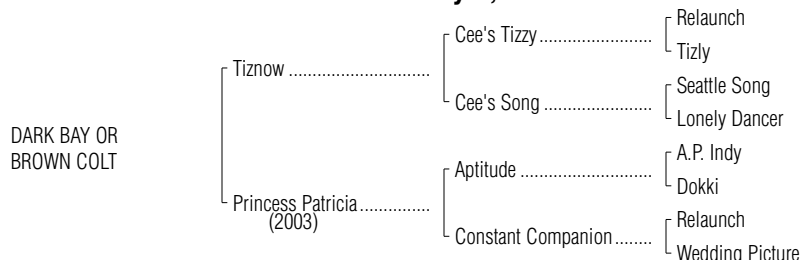 Relaunch
Cee's Tizzy
Tizly
Tiznow
Seattle Song
Cee's Song
Lonely Dancer
DARK BAY OR
BROWN COLT
A.P. Indy
Aptitude
Dokki
Princess Patricia
(2003)
Relaunch
Constant Companion
Wedding Picture